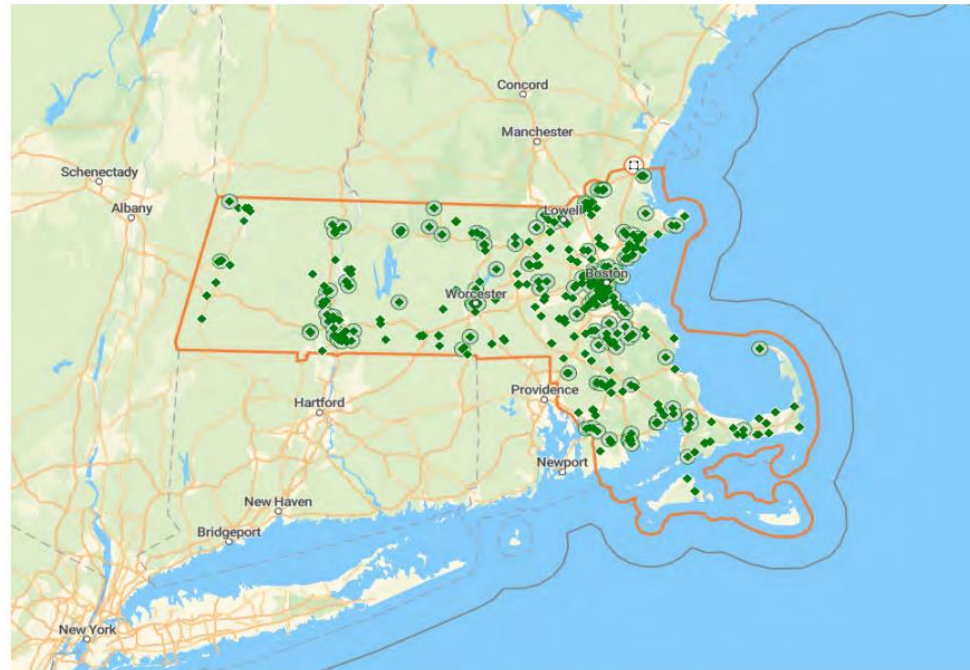 Concord
Manchester
Schenectady
Albany
Lowell
Boston
Worcester
Providence
Hartford
Newport
New Haven
Bridgeport
New York